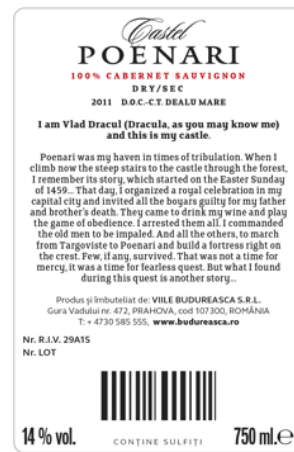 Castel
POENARI
100% CABERNET SAUVIGNON
DRY/SEC
2011 D.O.C.-C.T. DEALU MARE
I am Vlad Dracul (Dracula, as you may know me)
and this is my castle.
Poenari was my haven in times of tribulation. When I
climb now the steep stairs to the castle through the forest,
I remember its story, which started on the Easter Sunday
of 1459... That day, I organized a royal celebration in my
capital city and invited all the boyars guilty for my father
and brother's death. They came to drink my wine and play
the game of obedience. I arrested them all. I commanded
the old men to be impaled. And all the others, to march
from Targoviste to Poenari and build a fortress right on
the crest. Few, if any, survived. That was not a time for
mercy, it was a time for fearless quest. But what I found
during this quest is another story...
Produs și îmbuteliat de: VIILE BUDUREASCA S.R.L.
Gura Vadului nr. 472, PRAHOVA, cod 107300, ROMÂNIA
T: + 4730 585 555, www.budureasca.ro
Nr. R.I.V. 29A15
Nr. LOT
14 % vol.
CONȚINE SULFIȚI
750 ml.℮